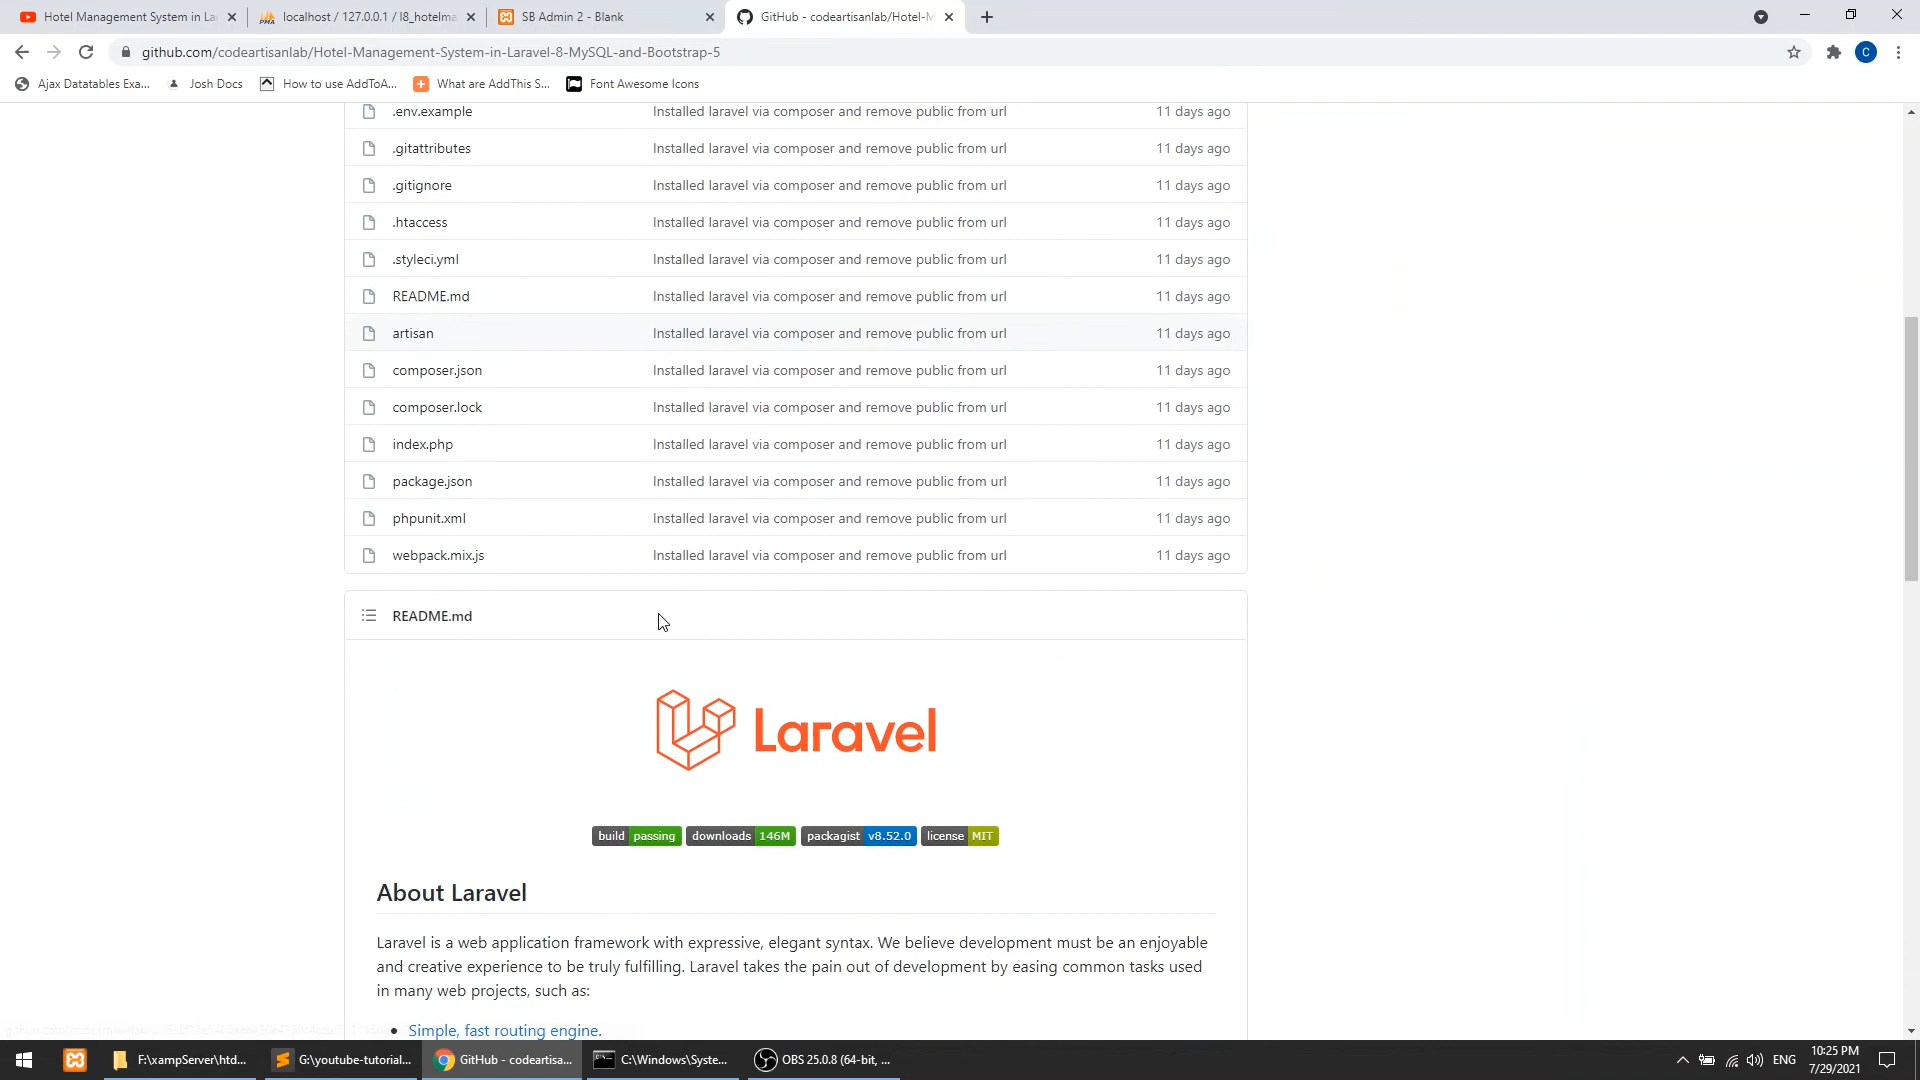 Hotel Management System in La
localhost / 127.0.0.1 / l8_hotelma
SB Admin 2 - Blank
GitHub - codeartisanlab/Hotel-M
github.com/codeartisanlab/Hotel-Management-System-in-Laravel-8-MySQL-and-Bootstrap-5
C
Ajax Datatables Exa...
Josh Docs
How to use AddToA...
What are AddThis S...
Font Awesome Icons
.env.example Installed laravel via composer and remove public from url 11 days ago
.gitattributes Installed laravel via composer and remove public from url 11 days ago
.gitignore Installed laravel via composer and remove public from url 11 days ago
.htaccess Installed laravel via composer and remove public from url 11 days ago
.styleci.yml Installed laravel via composer and remove public from url 11 days ago
README.md Installed laravel via composer and remove public from url 11 days ago
artisan Installed laravel via composer and remove public from url 11 days ago
composer.json Installed laravel via composer and remove public from url 11 days ago
composer.lock Installed laravel via composer and remove public from url 11 days ago
index.php Installed laravel via composer and remove public from url 11 days ago
package.json Installed laravel via composer and remove public from url 11 days ago
phpunit.xml Installed laravel via composer and remove public from url 11 days ago
webpack.mix.js Installed laravel via composer and remove public from url 11 days ago
README.md
Laravel
build passing downloads 146M packagist v8.52.0 license MIT
About Laravel
Laravel is a web application framework with expressive, elegant syntax. We believe development must be an enjoyable
and creative experience to be truly fulfilling. Laravel takes the pain out of development by easing common tasks used
in many web projects, such as:
• Simple, fast routing engine.
F:\xampServer\htd...
G:\youtube-tutorial...
GitHub - codeartisa...
C:\Windows\Syste...
OBS 25.0.8 (64-bit, ...
ENG
10:25 PM
7/29/2021